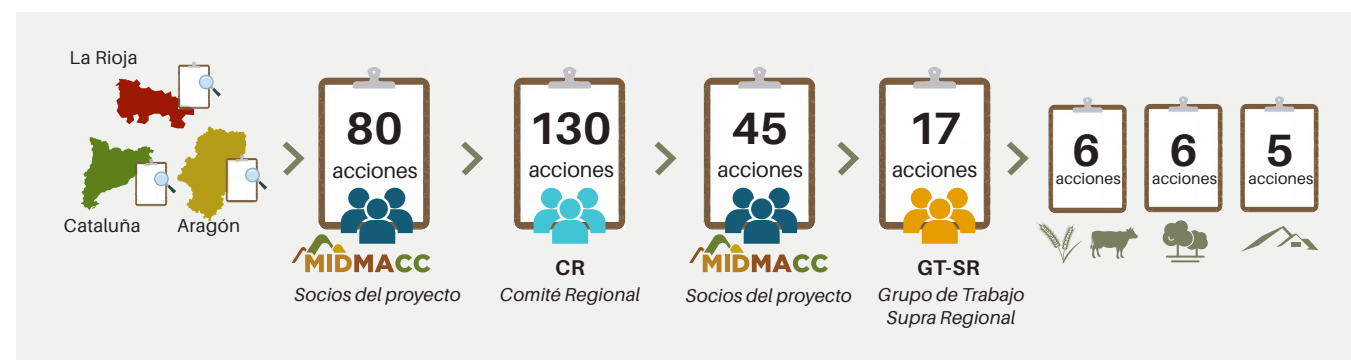 La Rioja
Cataluña
Aragón
80
acciones
MIDMACC
Socios del proyecto
130
acciones
CR
Comité Regional
45
acciones
MIDMACC
Socios del proyecto
17
acciones
GT-SR
Grupo de Trabajo
Supra Regional
6
acciones
6
acciones
5
acciones